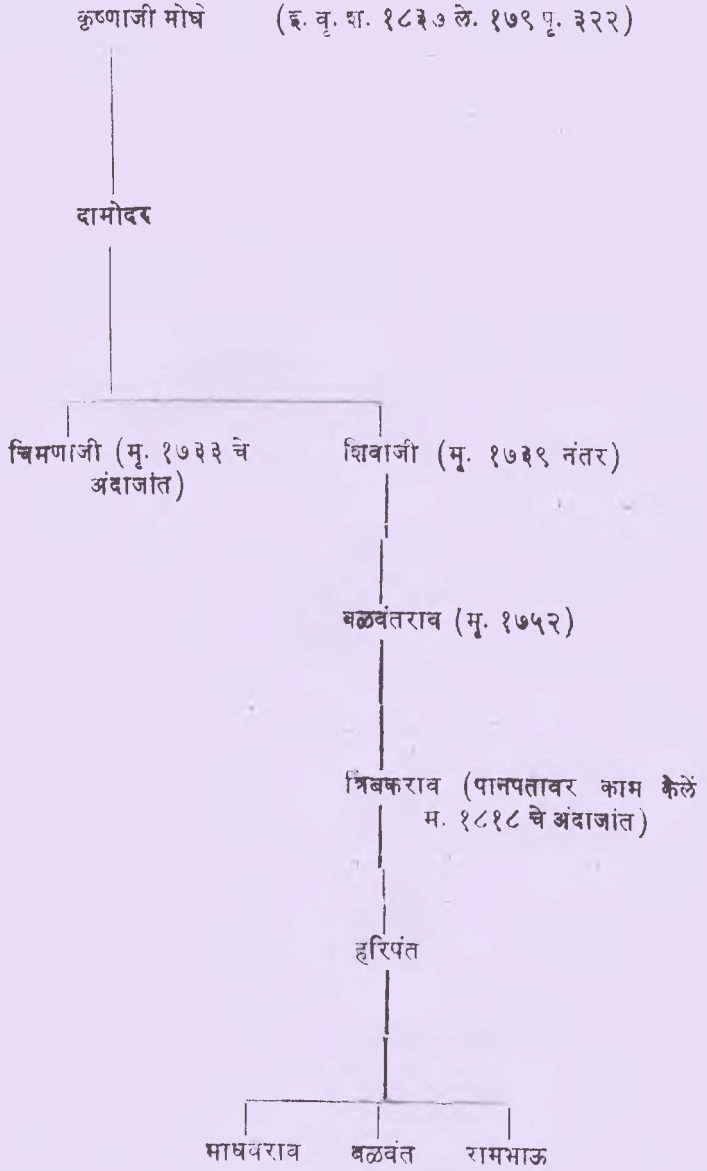 कृष्णाजी मोघे (इ. वृ. श. १८३७ ले. १७९ पृ. ३२२)
दामोदर
चिमणाजी (मृ. १७३३ चे अंदाजांत)
शिवाजी (मृ. १७३९ नंतर)
बळवंतराव (मृ. १७५२)
त्रिबकराव (पानपतावर काम केलें
म. १८१८ चे अंदाजांत)
हरिपंत
माधवराव बळवंत रामभाऊ